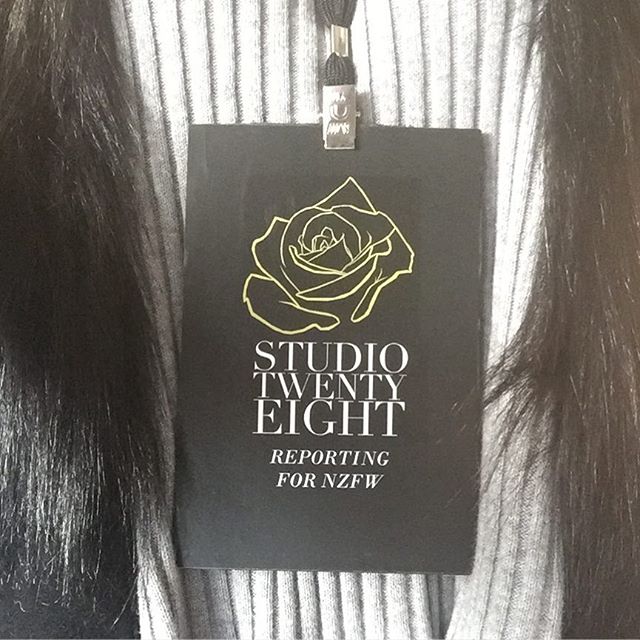 STUDIO
TWENTY
EIGHT
REPORTING
FOR NZFW